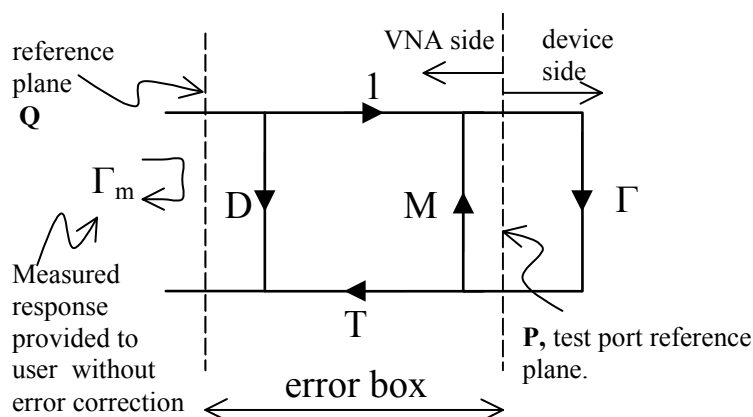 reference
plane
Q
VNA side
device
side
1
Γm
D
M
Γ
Measured
response
provided to
user without
error correction
T
P, test port reference
plane.
error box